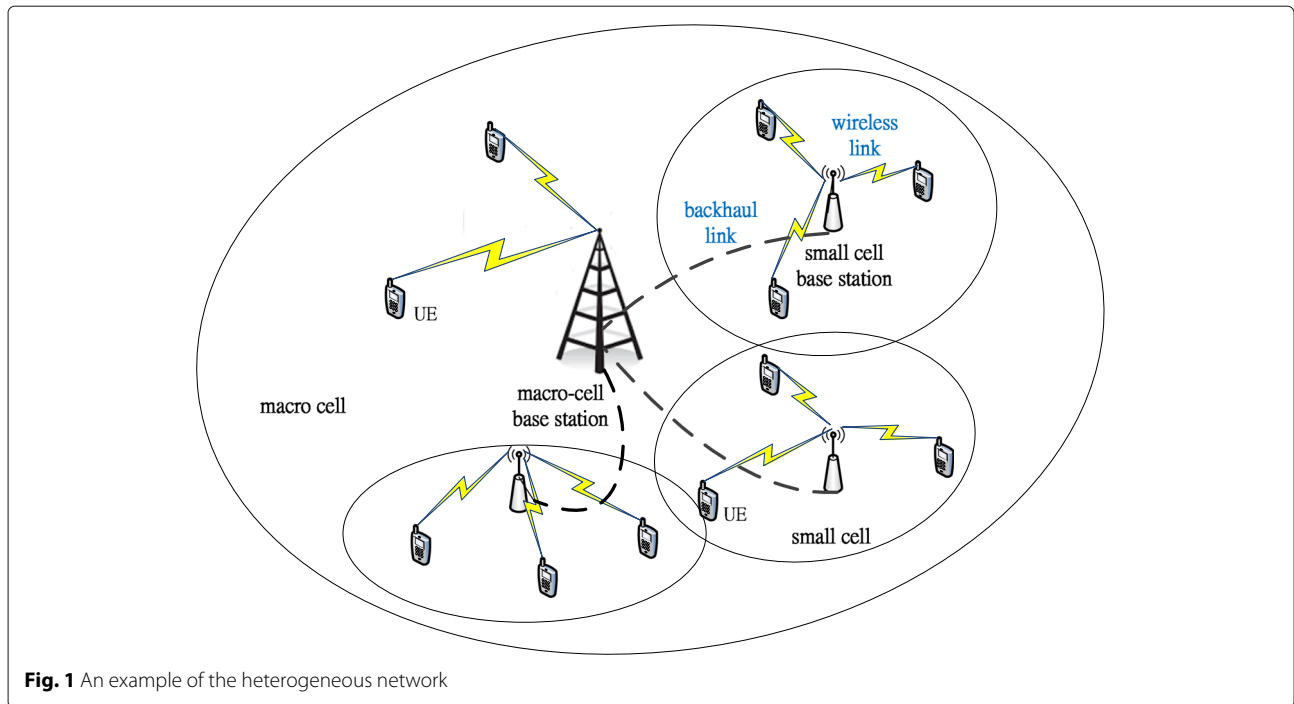 wireless
link
backhaul
link
small cell
base station
UE
macro cell
macro-cell
base station
UE
small cell
Fig. 1 An example of the heterogeneous network